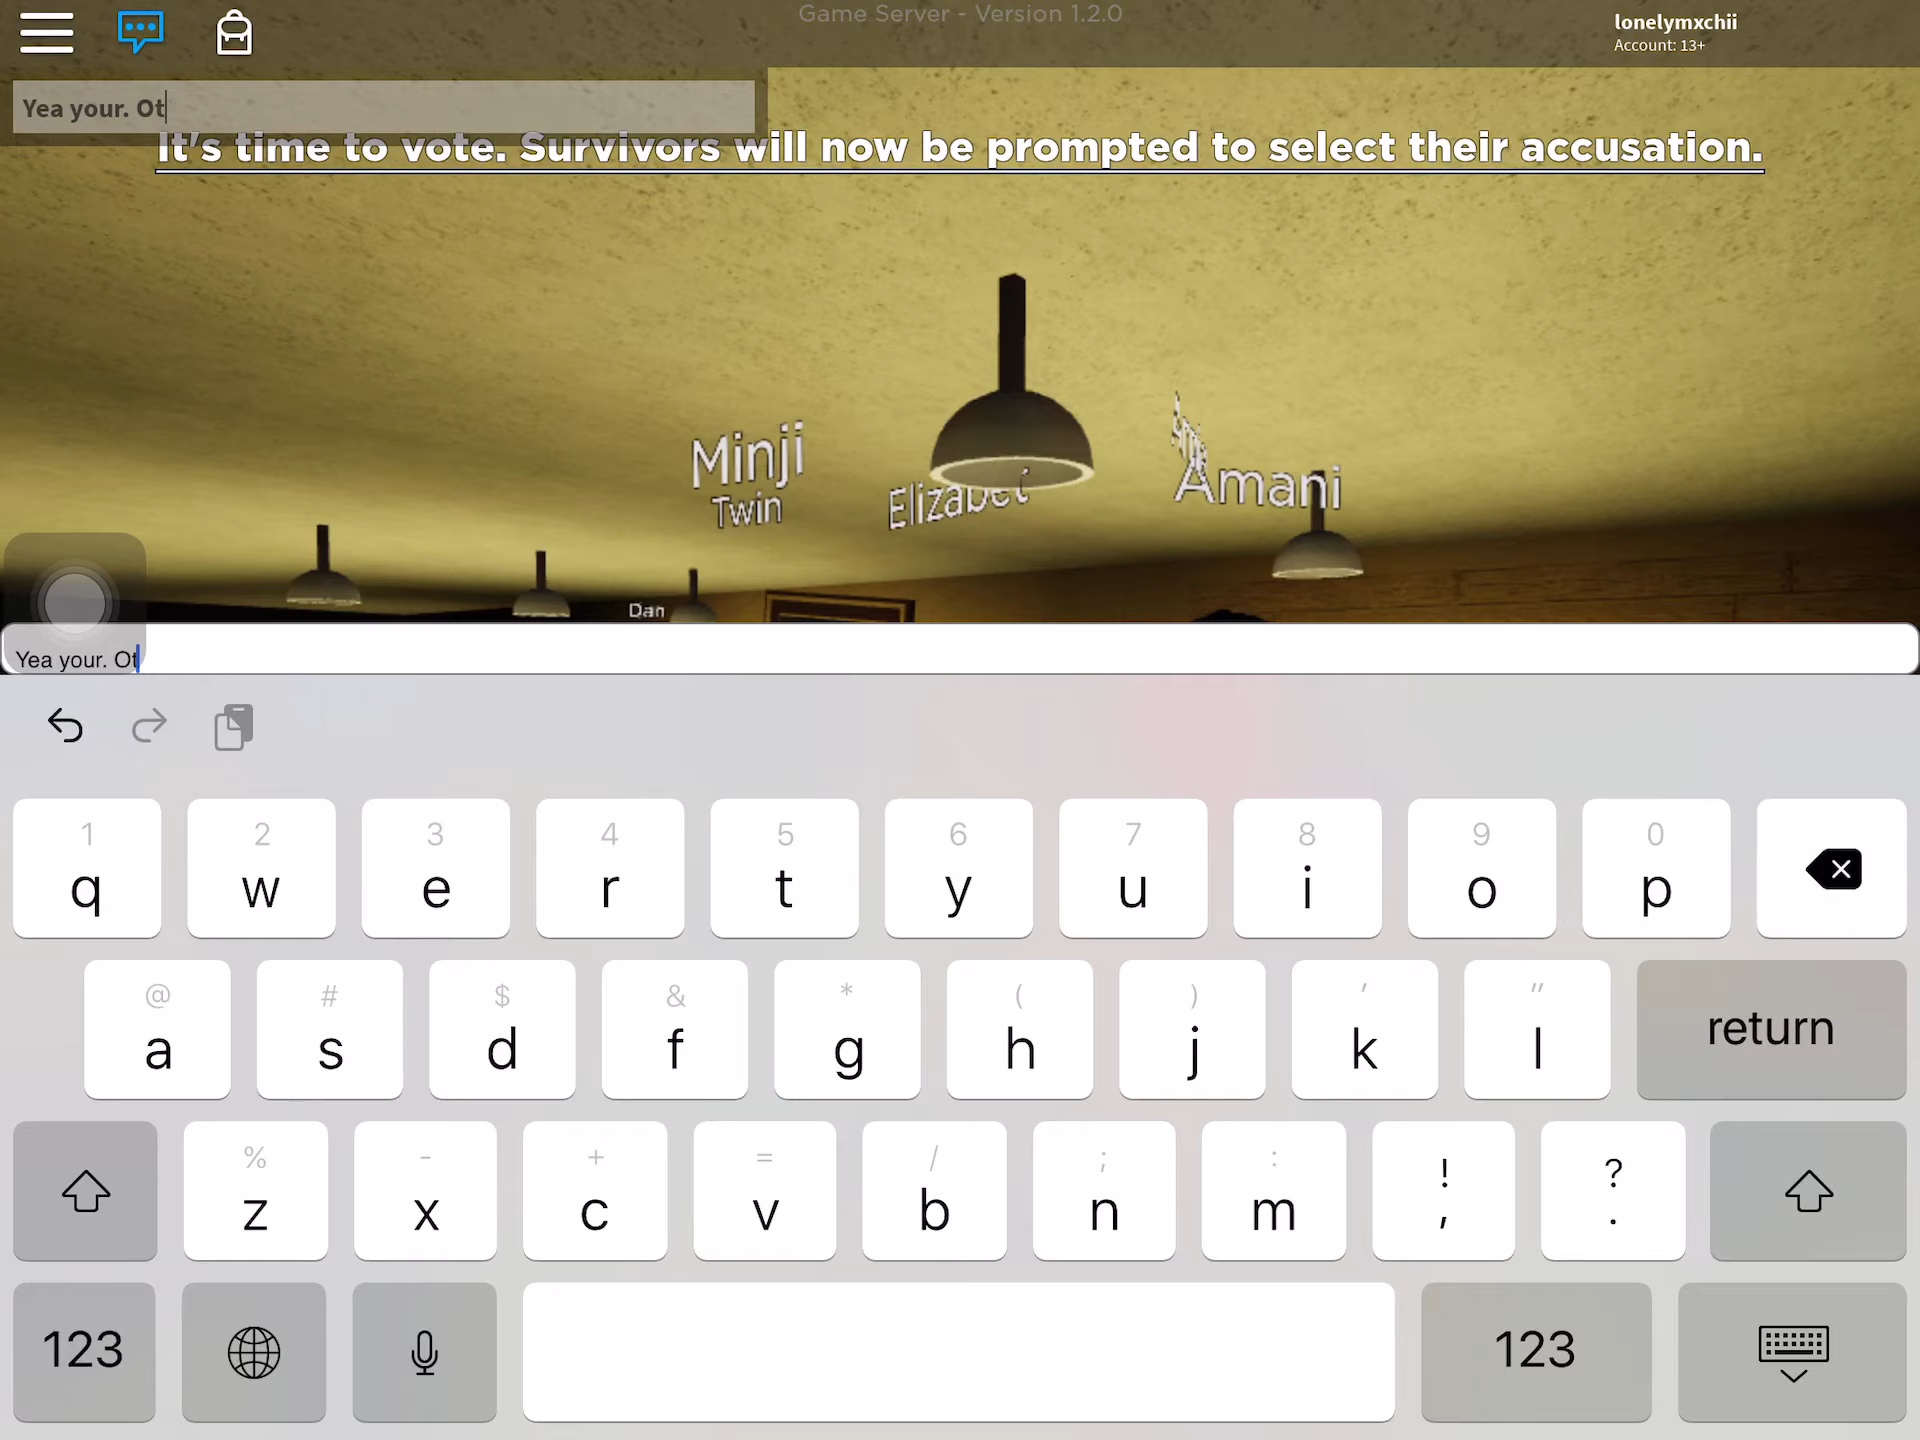 Game Server - Version 1.2.0
lonelymxchii
Account: 13+
Yea your. Ot
It's time to vote. Survivors will now be prompted to select their accusation.
Minji
Twin
Amani
Dan
Yea your. Ot
1 2 3 4 5 6 7 8 9 0
q w e r t y u i o p
@ # $ & * ( ) ' "
a s d f g h j k l return
% - + = / ; : ! ?
z x c v b n m , .
123 123